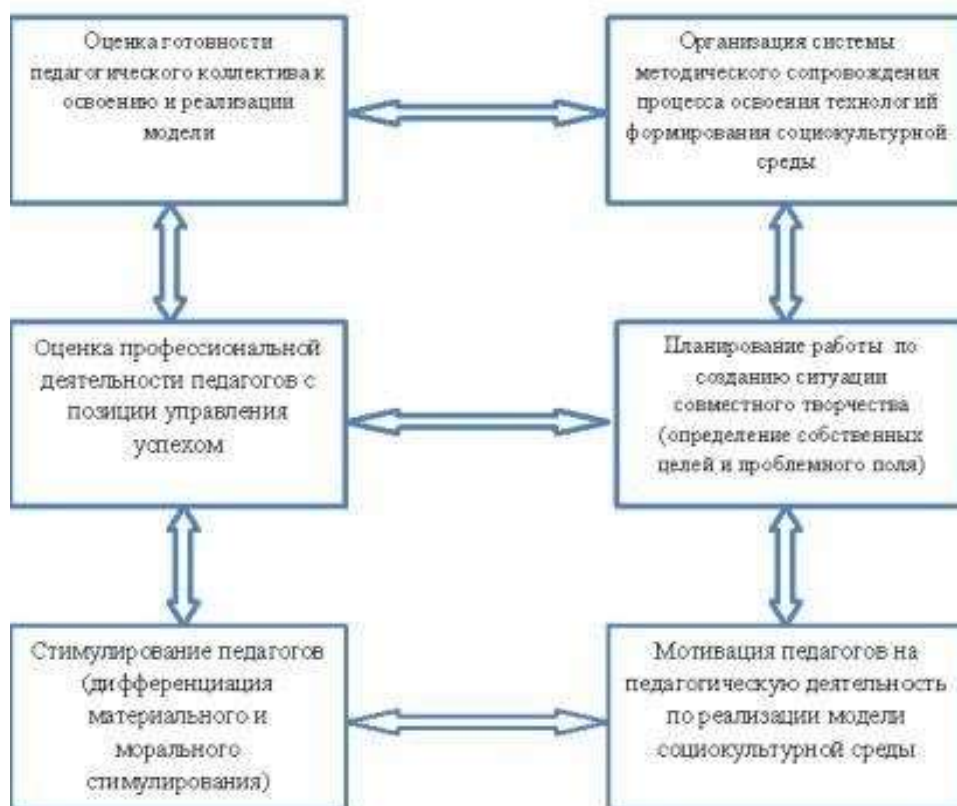 Оценка готовности
педагогического коллектива к
освоению и реализации
модели
Организация системы
методического сопровождения
процесса освоения технологий
формирования социокультурной
среды
Оценка профессиональной
деятельности педагогов с
позиции управления
успехом
Планирование работы по
созданию ситуации
совместного творчества
(определение собственных
целей и проблемного поля)
Стимулирование педагогов
(дифференциация
материального и
морального
стимулирования)
Мотивация педагогов на
педагогическую деятельность
по реализации модели
социокультурной среды